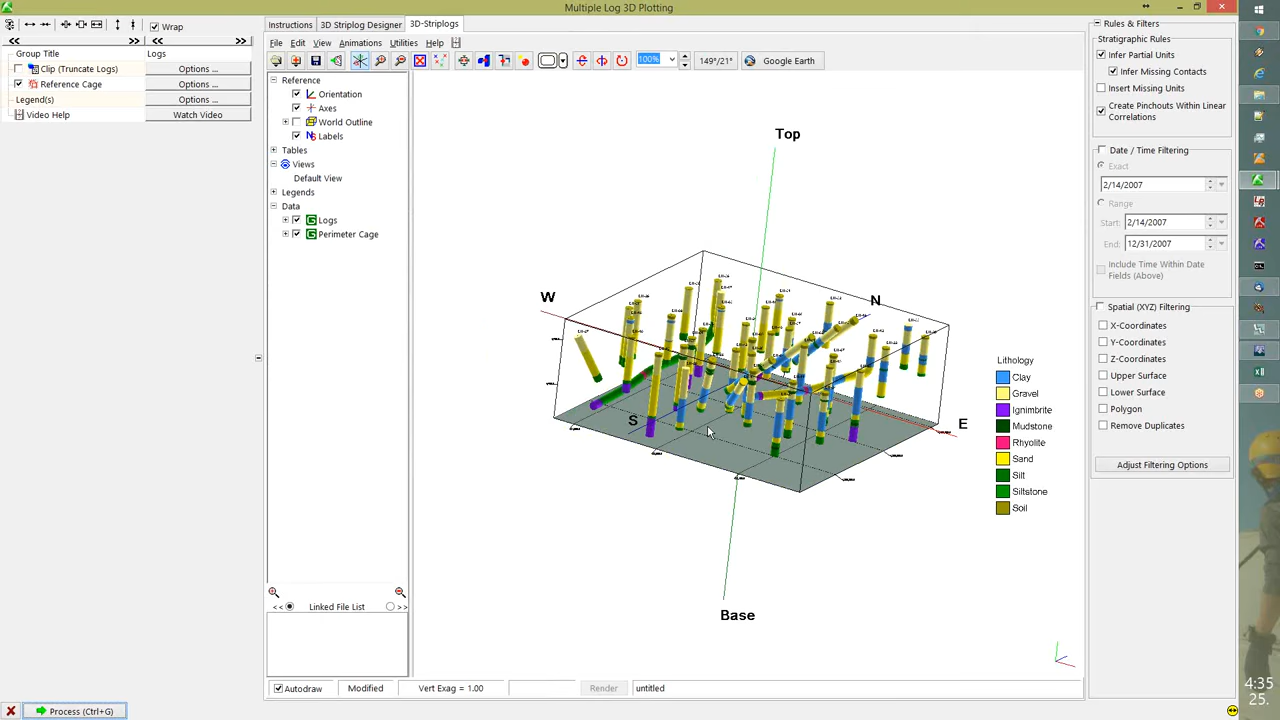 Multiple Log 3D Plotting
Wrap
<< >> << >>
Group Title
Logs
Clip (Truncate Logs)
Options ...
Reference Cage
Options ...
Legend(s)
Options ...
Video Help
Watch Video
Process (Ctrl+G)
Instructions
3D Striplog Designer
3D-Striplogs
File Edit View Animations Utilities Help
100%
149°/21°
Google Earth
Reference
Orientation
Axes
World Outline
Labels
Tables
Views
Default View
Legends
Data
Logs
Perimeter Cage
<< Linked File List >>
Top
W
N
S
E
Base
Lithology
Clay
Gravel
Ignimbrite
Mudstone
Rhyolite
Sand
Silt
Siltstone
Soil
Autodraw
Modified
Vert Exag = 1.00
Render
untitled
Rules & Filters
Stratigraphic Rules
Infer Partial Units
Infer Missing Contacts
Insert Missing Units
Create Pinchouts Within Linear
Correlations
Date / Time Filtering
Exact
2/14/2007
Range
Start: 2/14/2007
End: 12/31/2007
Include Time Within Date
Fields (Above)
Spatial (XYZ) Filtering
X-Coordinates
Y-Coordinates
Z-Coordinates
Upper Surface
Lower Surface
Polygon
Remove Duplicates
Adjust Filtering Options
4:35
25.